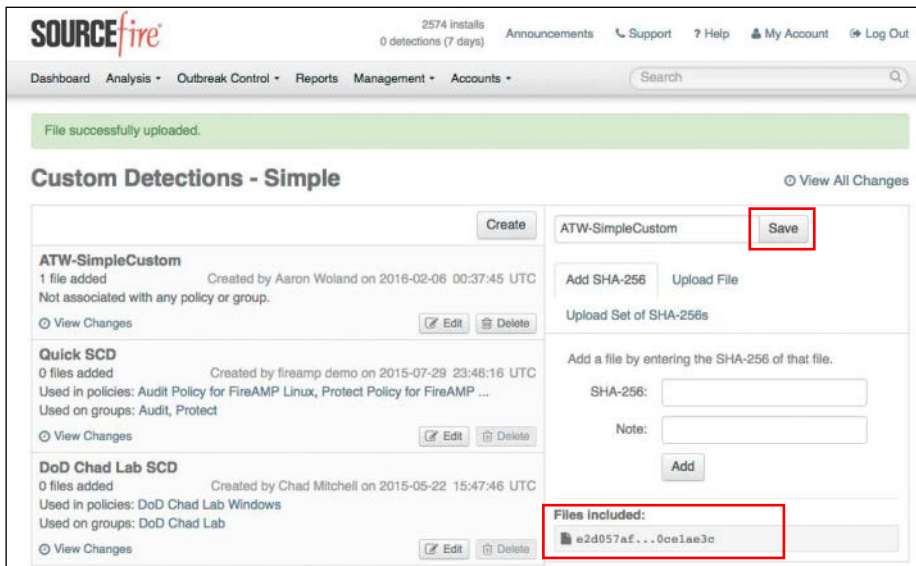 SOURCEfire
2574 installs
0 detections (7 days)
Announcements
Support
? Help
My Account
Log Out
Dashboard
Analysis
Outbreak Control
Reports
Management
Accounts
Search
File successfully uploaded.
Custom Detections - Simple
View All Changes
Create
ATW-SimpleCustom
1 file added
Created by Aaron Woland on 2016-02-06 00:37:45 UTC
Not associated with any policy or group.
View Changes
Edit
Delete
Quick SCD
0 files added
Created by fireamp demo on 2015-07-29 23:46:16 UTC
Used in policies: Audit Policy for FireAMP Linux, Protect Policy for FireAMP ...
Used on groups: Audit, Protect
View Changes
Edit
Delete
DoD Chad Lab SCD
0 files added
Created by Chad Mitchell on 2015-05-22 15:47:46 UTC
Used in policies: DoD Chad Lab Windows
Used on groups: DoD Chad Lab
View Changes
Edit
Delete
ATW-SimpleCustom
Save
Add SHA-256
Upload File
Upload Set of SHA-256s
Add a file by entering the SHA-256 of that file.
SHA-256:
Note:
Add
Files included:
e2d057af...0ce1ae3c